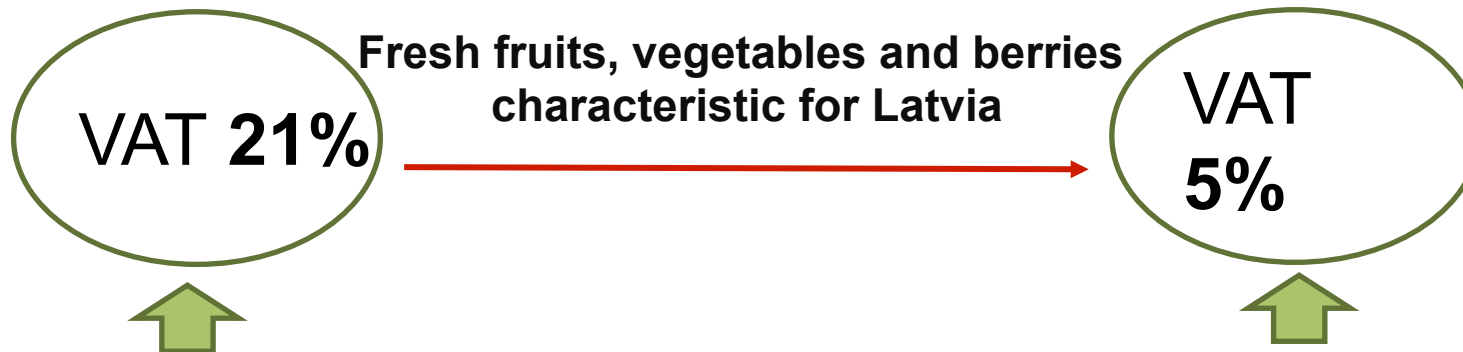 VAT 21%
Fresh fruits, vegetables and berries
characteristic for Latvia
VAT
5%